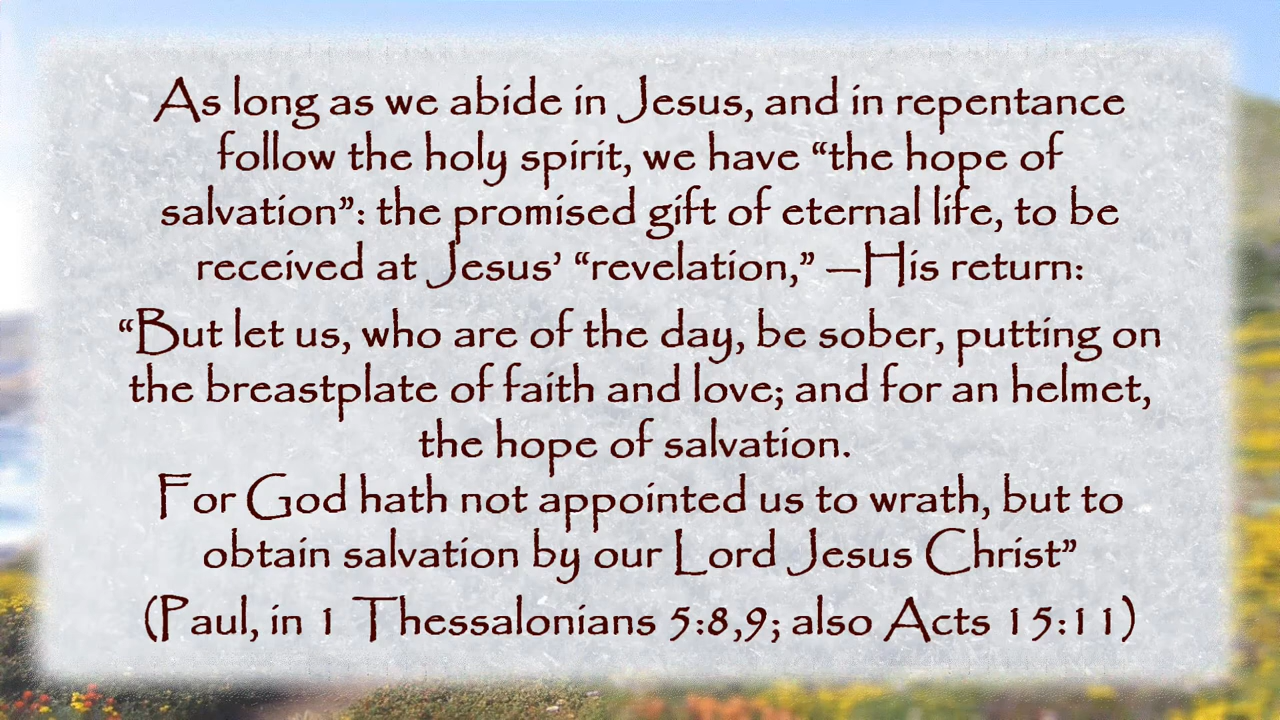 As long as we abide in Jesus, and in repentance
follow the holy spirit, we have “the hope of
salvation”: the promised gift of eternal life, to be
received at Jesus’ “revelation,” —His return:
“But let us, who are of the day, be sober, putting on
the breastplate of faith and love; and for an helmet,
the hope of salvation.
For God hath not appointed us to wrath, but to
obtain salvation by our Lord Jesus Christ”
(Paul, in 1 Thessalonians 5:8,9; also Acts 15:11)